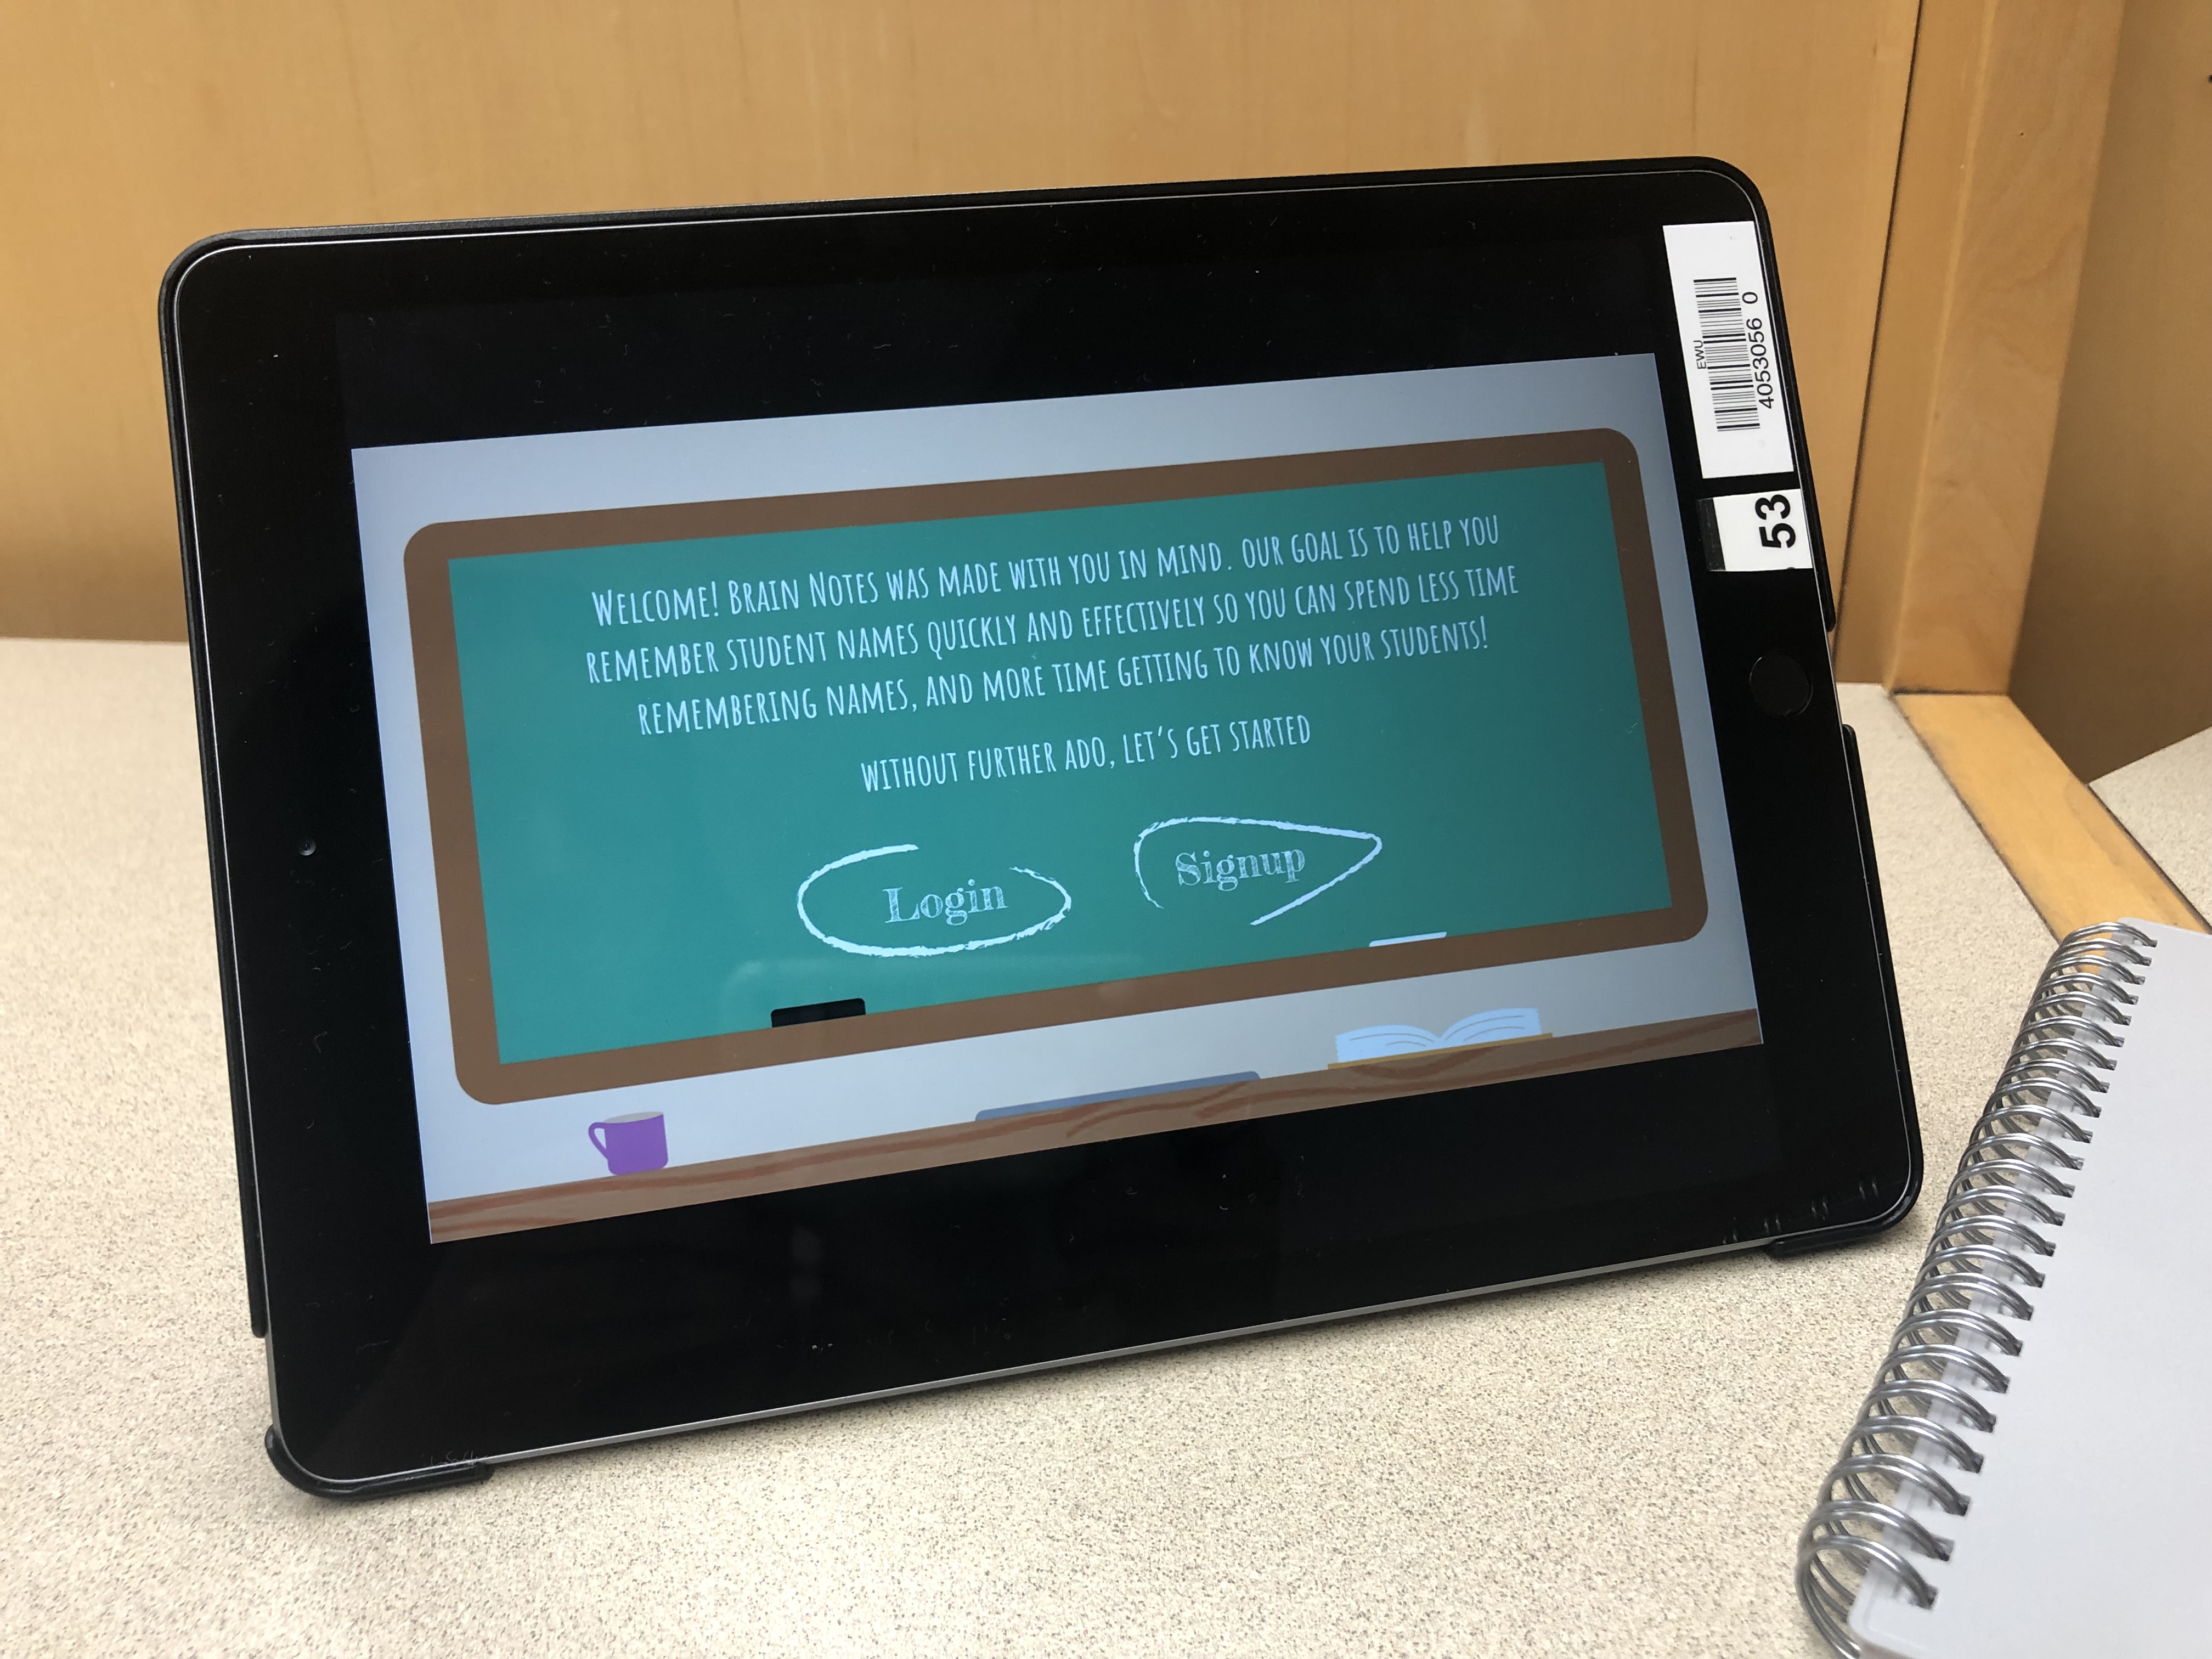 Welcome! Brain Notes was made with you in mind. our goal is to help you
remember student names quickly and effectively so you can spend less time
remembering names, and more time getting to know your students!
without further ado, let's get started
Login
Signup
EWU
4053056 0
53